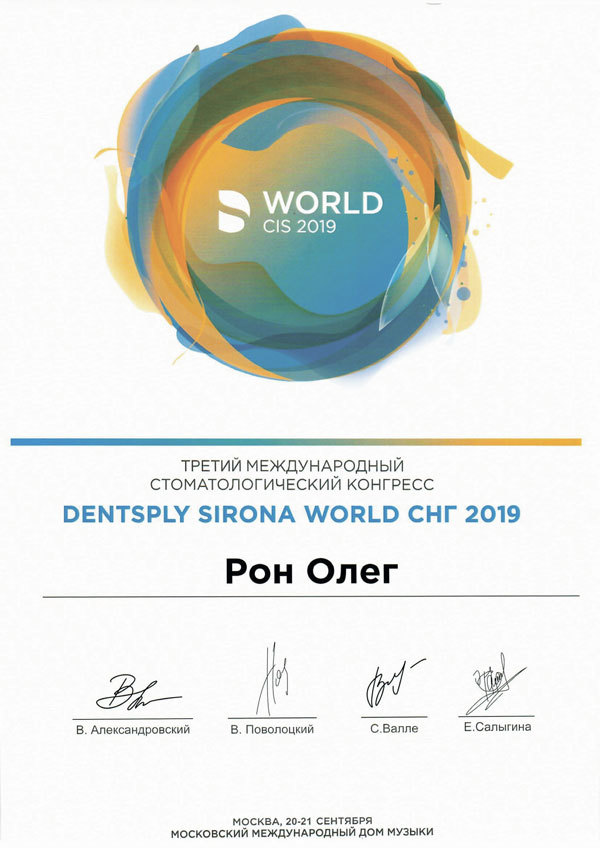 WORLD
CIS 2019
ТРЕТИЙ МЕЖДУНАРОДНЫЙ
СТОМАТОЛОГИЧЕСКИЙ КОНГРЕСС
DENTSPLY SIRONA WORLD СНГ 2019
Рон Олег
В. Александровский
В. Поволоцкий
С.Валле
Е.Салыгина
МОСКВА, 20-21 СЕНТЯБРЯ
МОСКОВСКИЙ МЕЖДУНАРОДНЫЙ ДОМ МУЗЫКИ